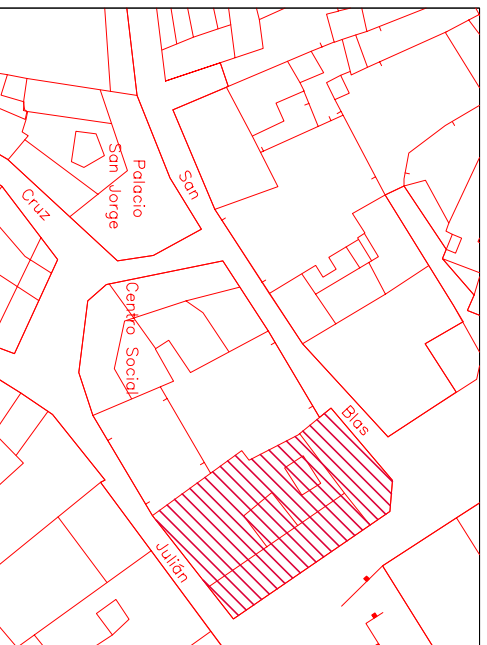 San
Palacio
San Jorge
Cruz
Centro Social
Blas
Julián